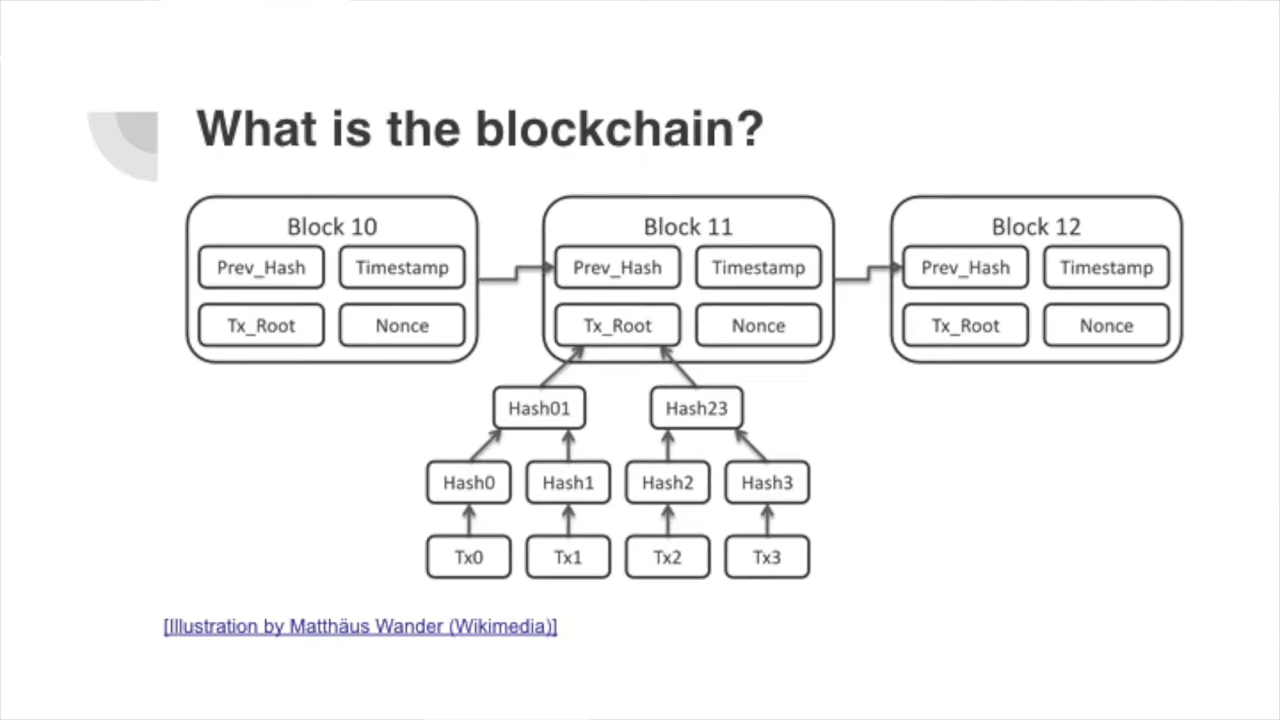 What is the blockchain?
Block 10 Block 11 Block 12
Prev_Hash Timestamp Prev_Hash Timestamp Prev_Hash Timestamp
Tx_Root Nonce Tx_Root Nonce Tx_Root Nonce
Hash01 Hash23
Hash0 Hash1 Hash2 Hash3
Tx0 Tx1 Tx2 Tx3
[Illustration by Matthäus Wander (Wikimedia)]